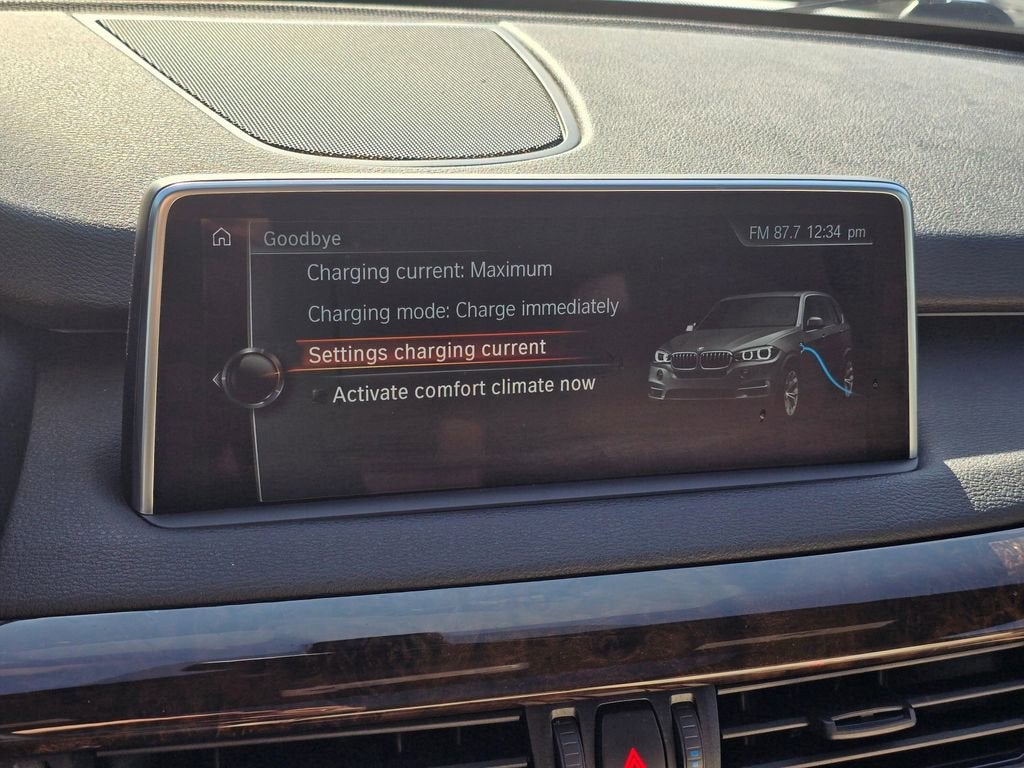 Goodbye
FM 87.7 12:34 pm
Charging current: Maximum
Charging mode: Charge immediately
Settings charging current
Activate comfort climate now